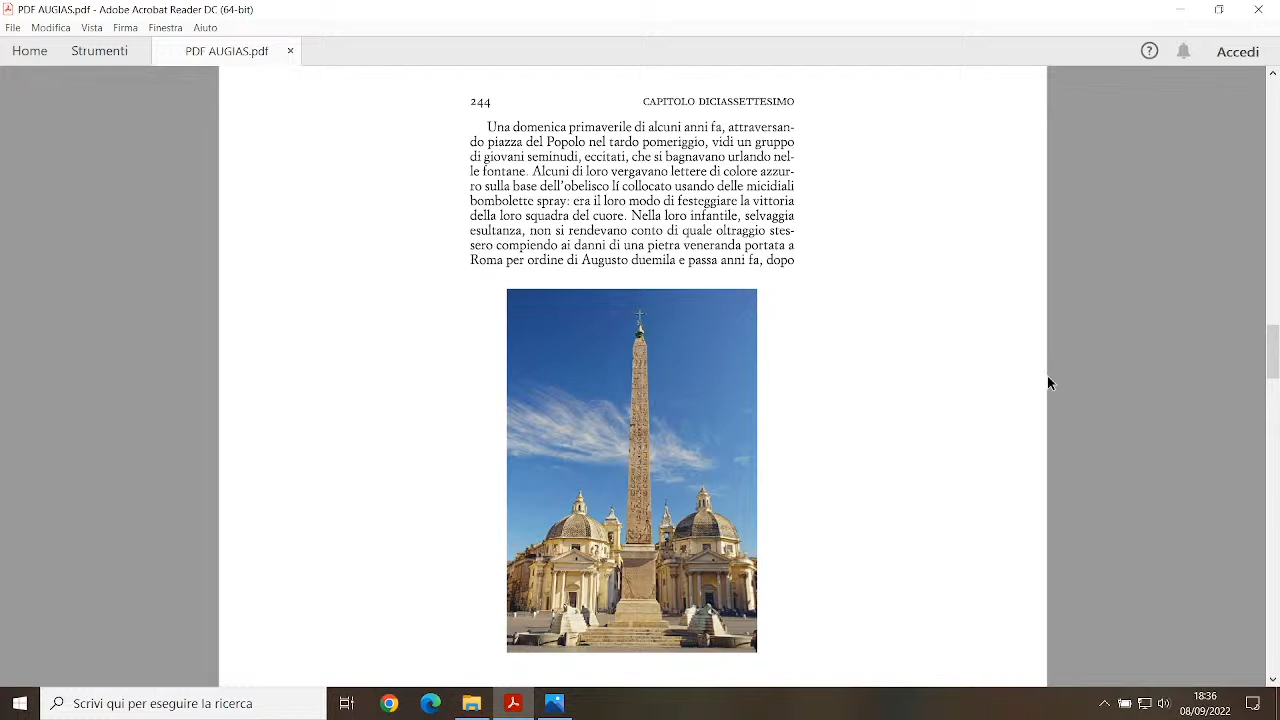 PDF AUGIAS.pdf - Adobe Acrobat Reader DC (64-bit)
File Modifica Vista Firma Finestra Aiuto
Home Strumenti PDF AUGIAS.pdf × ? Accedi
244 CAPITOLO DICIASSETTESIMO
Una domenica primaverile di alcuni anni fa, attraversan-
do piazza del Popolo nel tardo pomeriggio, vidi un gruppo
di giovani seminudi, eccitati, che si bagnavano urlando nel-
le fontane. Alcuni di loro vergavano lettere di colore azzur-
ro sulla base dell'obelisco lí collocato usando delle micidiali
bombolette spray: era il loro modo di festeggiare la vittoria
della loro squadra del cuore. Nella loro infantile, selvaggia
esultanza, non si rendevano conto di quale oltraggio stes-
sero compiendo ai danni di una pietra veneranda portata a
Roma per ordine di Augusto duemila e passa anni fa, dopo
Scrivi qui per eseguire la ricerca
18:36
08/09/2022